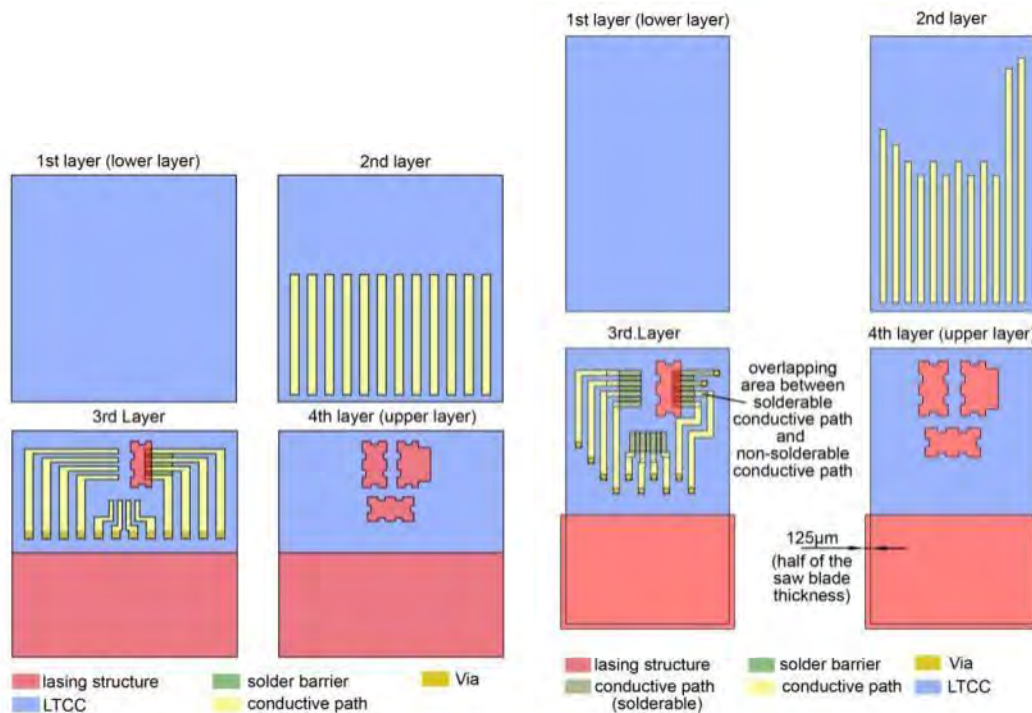 1st layer (lower layer)
2nd layer
3rd Layer
4th layer (upper layer)
lasing structure
solder barrier
Via
LTCC
conductive path
1st layer (lower layer)
2nd layer
3rd.Layer
4th layer (upper layer)
overlapping
area between
solderable
conductive path
and
non-solderable
conductive path
125µm
(half of the
saw blade
thickness)
lasing structure
solder barrier
Via
conductive path
(solderable)
conductive path
LTCC